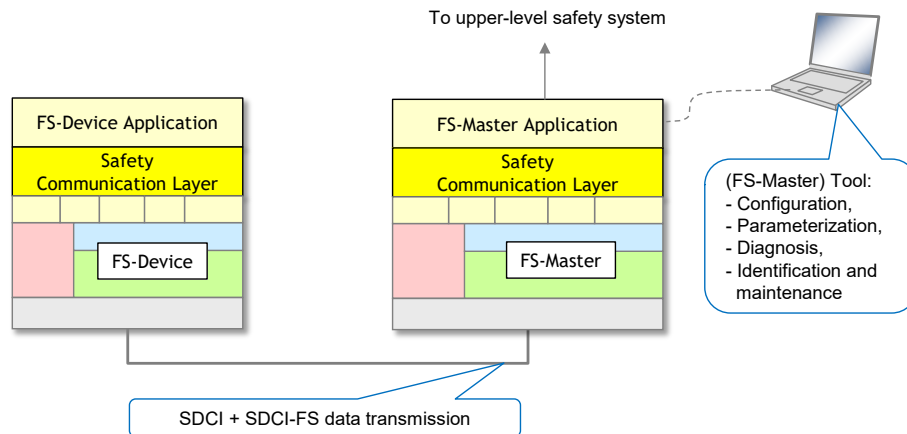 To upper-level safety system
FS-Device Application
Safety
Communication Layer
FS-Device
FS-Master Application
Safety
Communication Layer
FS-Master
(FS-Master) Tool:
- Configuration,
- Parameterization,
- Diagnosis,
- Identification and
maintenance
SDCI + SDCI-FS data transmission